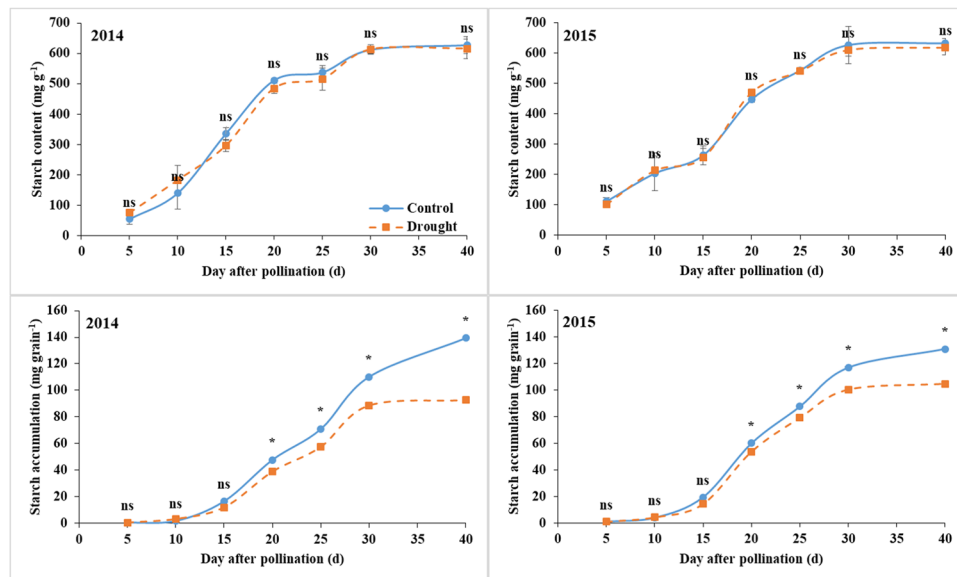 2014
Starch content (mg g⁻¹)
700
600
500
400
300
200
100
0
ns
ns
ns
ns
ns
ns
ns
Control
Drought
0 5 10 15 20 25 30 35 40
Day after pollination (d)
2015
Starch content (mg g⁻¹)
700
600
500
400
300
200
100
0
ns
ns
ns
ns
ns
ns
ns
0 5 10 15 20 25 30 35 40
Day after pollination (d)
2014
Starch accumulation (mg grain⁻¹)
160
140
120
100
80
60
40
20
0
ns
ns
ns
*
*
*
*
0 5 10 15 20 25 30 35 40
Day after pollination (d)
2015
Starch accumulation (mg grain⁻¹)
160
140
120
100
80
60
40
20
0
ns
ns
ns
*
*
*
*
0 5 10 15 20 25 30 35 40
Day after pollination (d)